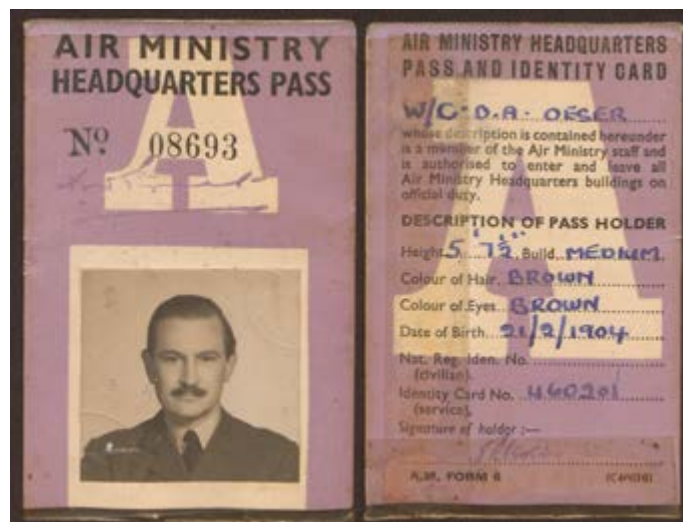 AIR MINISTRY
HEADQUARTERS PASS
A
No. 08693
AIR MINISTRY HEADQUARTERS
PASS AND IDENTITY CARD
A
W/C. D.A. OESER
whose description is contained hereunder
is a member of the Air Ministry staff and
is authorised to enter and leave all
Air Ministry Headquarters buildings on
official duty.
DESCRIPTION OF PASS HOLDER
Height 5' 7½" Build MEDIUM.
Colour of Hair. BROWN
Colour of Eyes BROWN
Date of Birth. 21/2/1904
Nat. Reg. Iden. No.
(civilian).
Identity Card No. 460201
(service).
Signature of holder :—
A.M. FORM 6